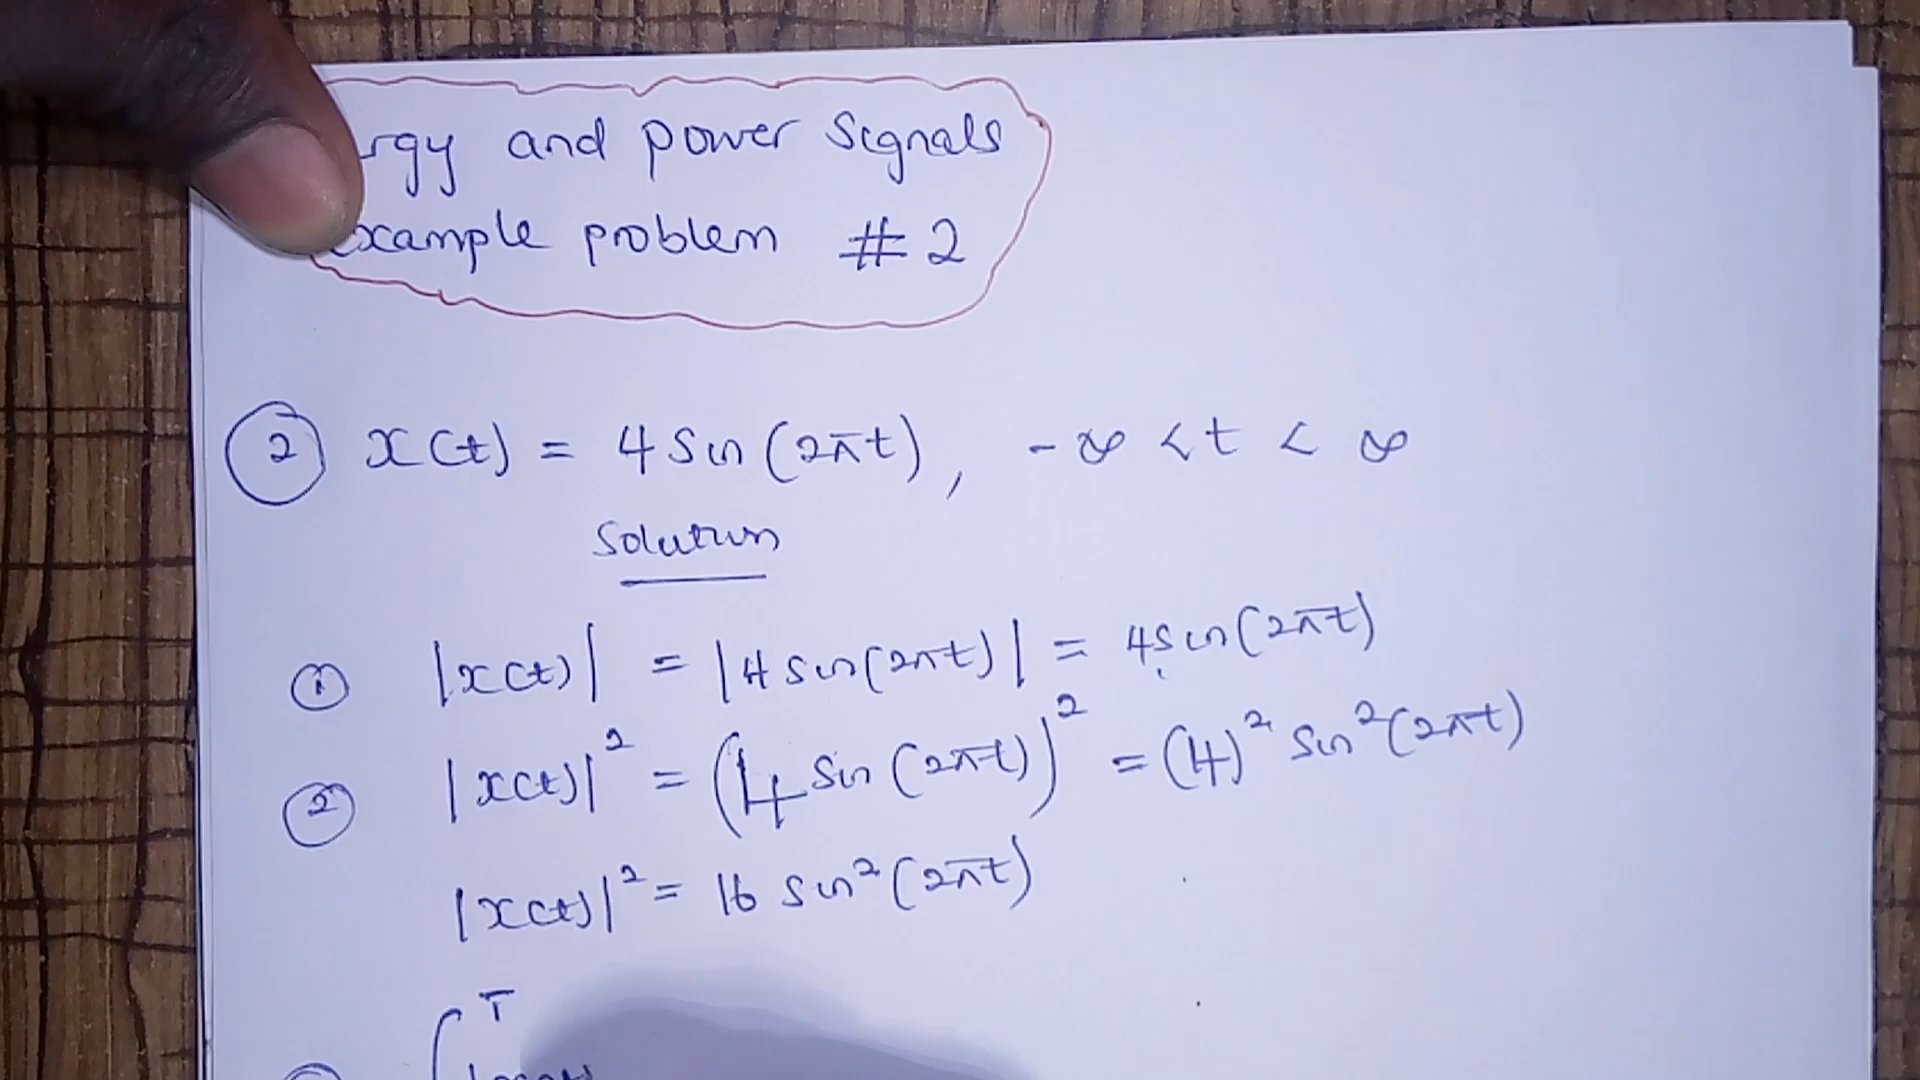 rgy and power signals
example problem #2
② x(t) = 4 sin(2πt), -∞ < t < ∞
Solution
① |x(t)| = |4 sin(2πt)| = 4 sin(2πt)
② |x(t)|² = (4 sin(2πt))² = (4)² sin²(2πt)
|x(t)|² = 16 sin²(2πt)
∫ T